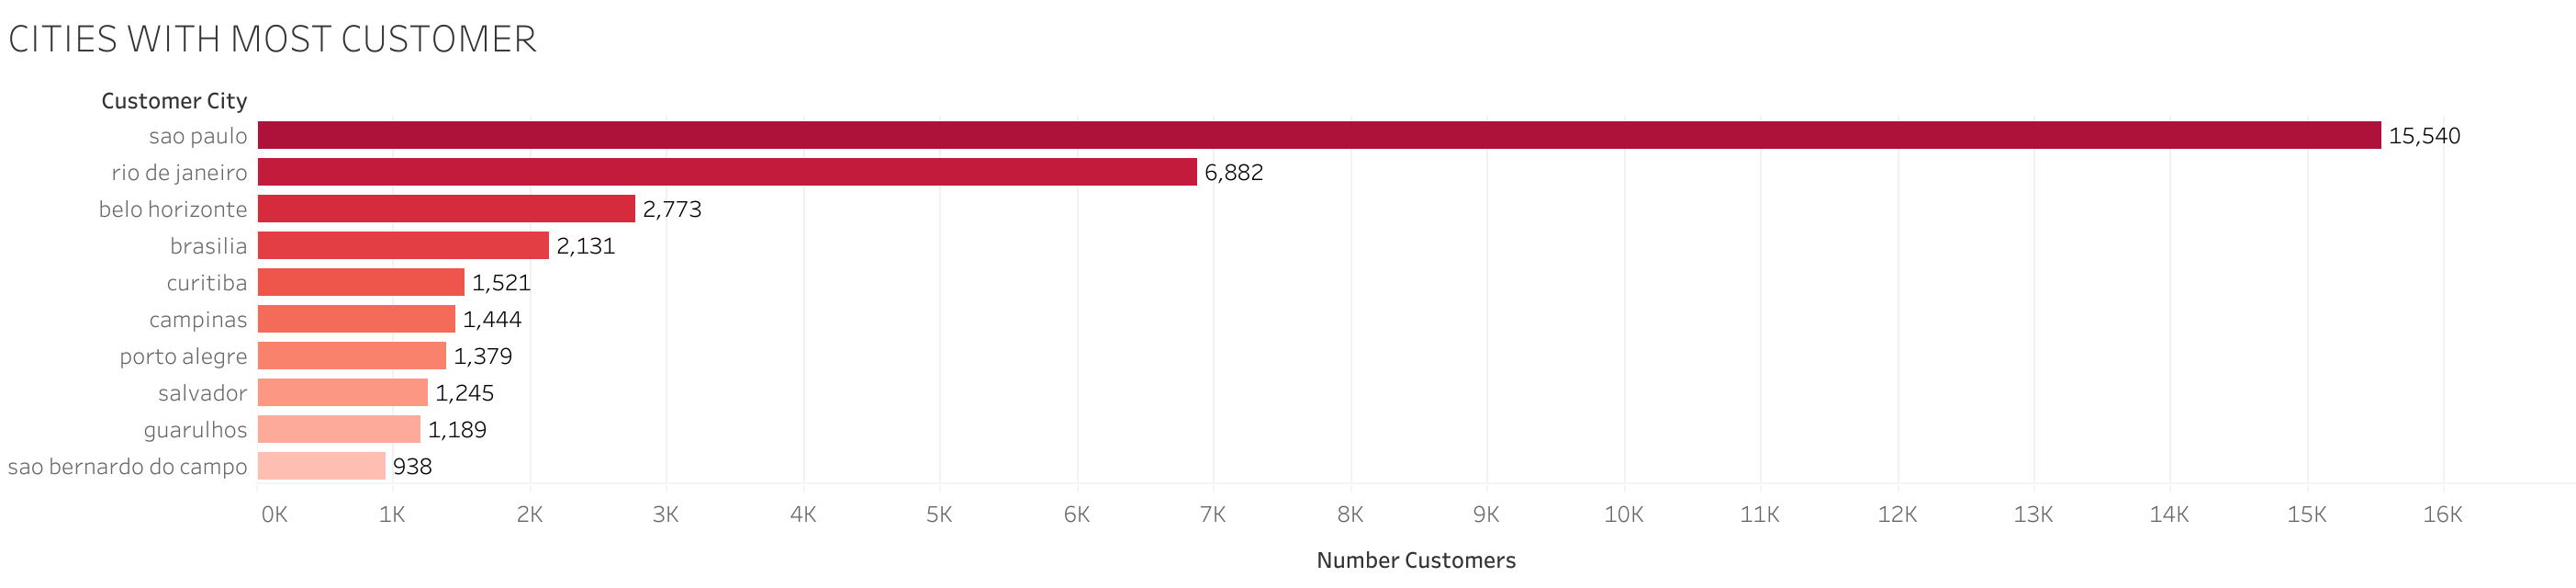 CITIES WITH MOST CUSTOMER
Customer City
sao paulo 15,540
rio de janeiro 6,882
belo horizonte 2,773
brasilia 2,131
curitiba 1,521
campinas 1,444
porto alegre 1,379
salvador 1,245
guarulhos 1,189
sao bernardo do campo 938
0K 1K 2K 3K 4K 5K 6K 7K 8K 9K 10K 11K 12K 13K 14K 15K 16K
Number Customers